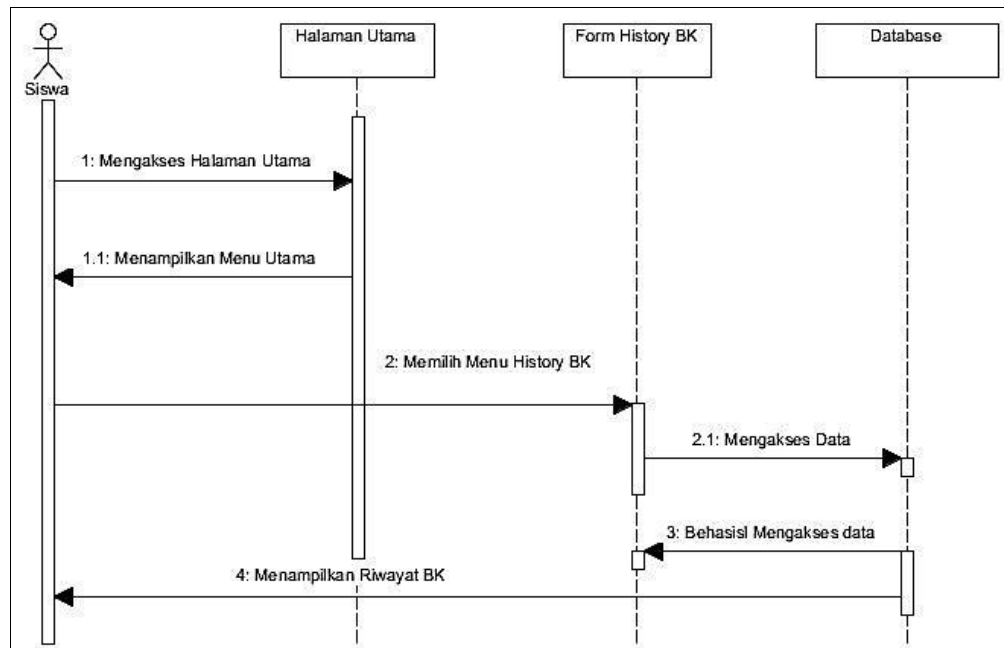 Halaman Utama
Form History BK
Database
Siswa
1: Mengakses Halaman Utama
1.1: Menampilkan Menu Utama
2: Memilih Menu History BK
2.1: Mengakses Data
3: Behasisl Mengakses data
4: Menampilkan Riwayat BK